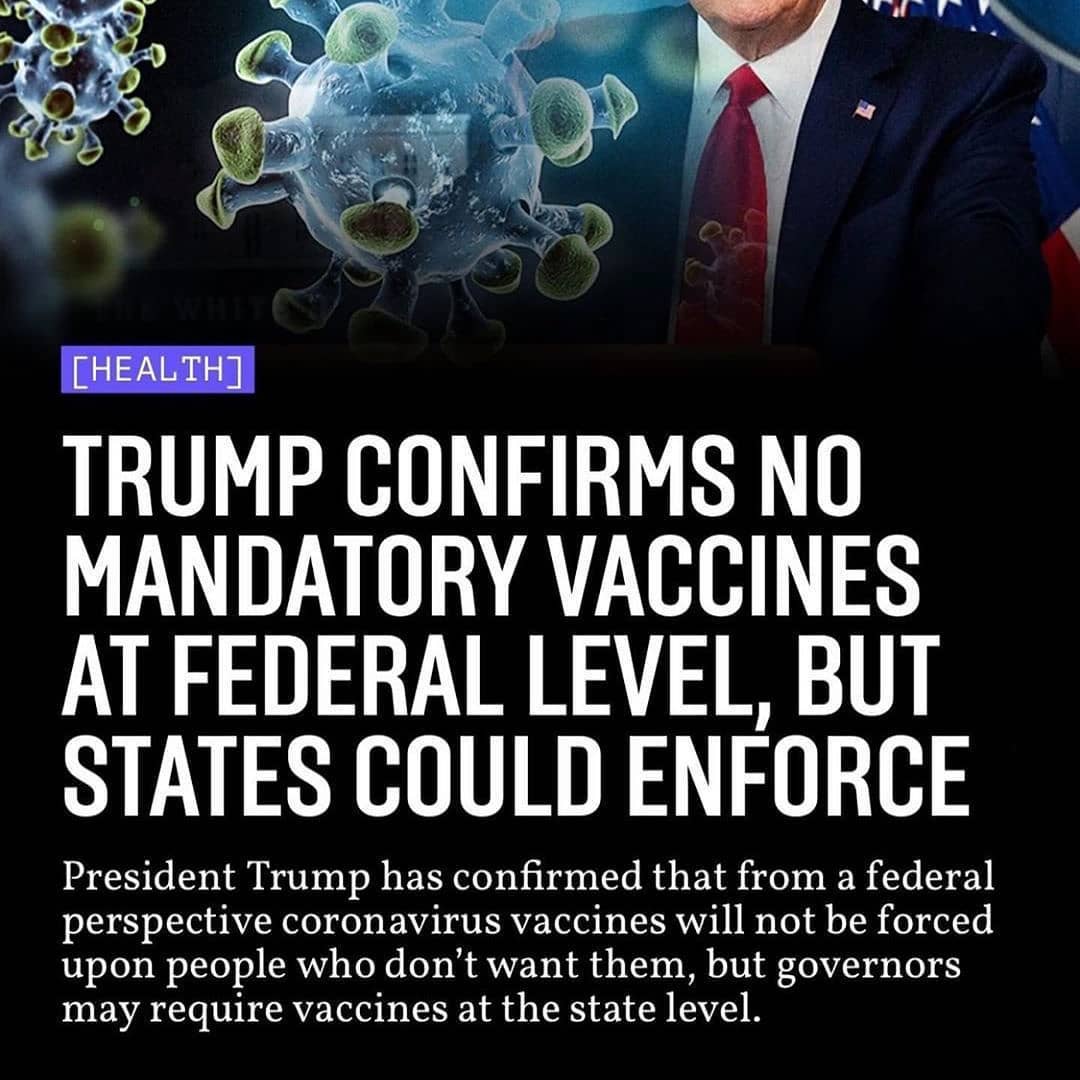 THE WHITE
[HEALTH]
TRUMP CONFIRMS NO
MANDATORY VACCINES
AT FEDERAL LEVEL, BUT
STATES COULD ENFORCE
President Trump has confirmed that from a federal
perspective coronavirus vaccines will not be forced
upon people who don’t want them, but governors
may require vaccines at the state level.